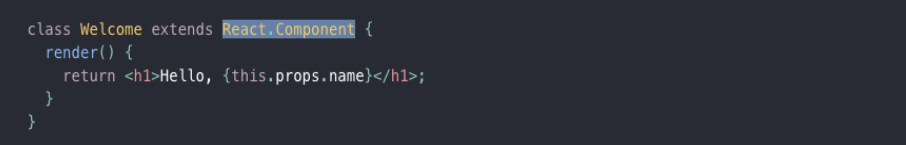 class Welcome extends React.Component {
  render() {
    return <h1>Hello, {this.props.name}</h1>;
  }
}